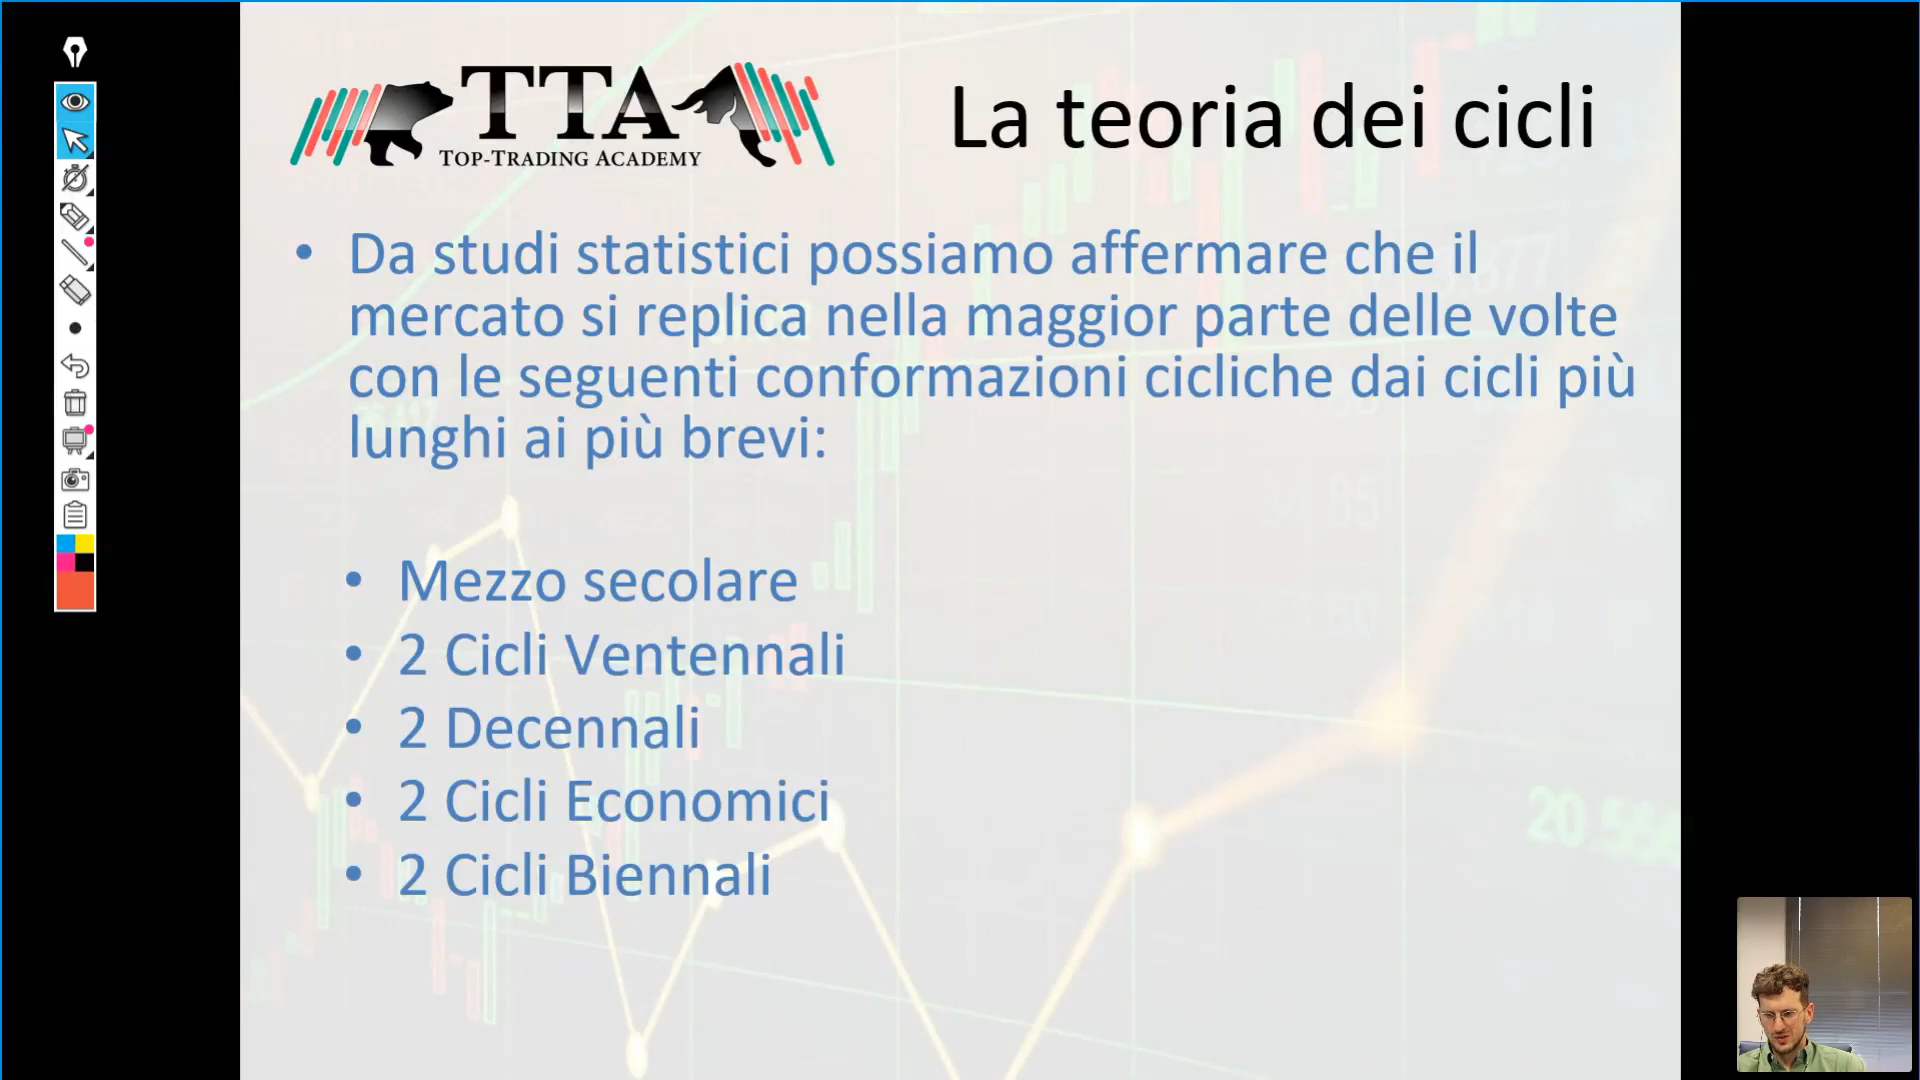 TTA
TOP-TRADING ACADEMY
La teoria dei cicli
• Da studi statistici possiamo affermare che il
mercato si replica nella maggior parte delle volte
con le seguenti conformazioni cicliche dai cicli più
lunghi ai più brevi:
• Mezzo secolare
• 2 Cicli Ventennali
• 2 Decennali
• 2 Cicli Economici
• 2 Cicli Biennali